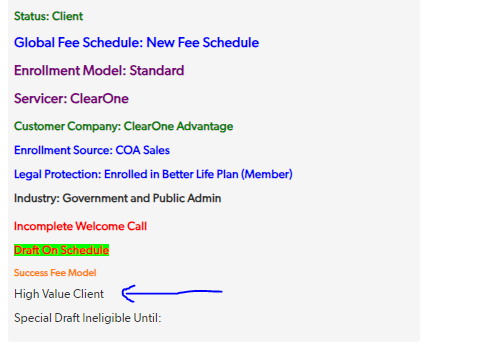 Status: Client
Global Fee Schedule: New Fee Schedule
Enrollment Model: Standard
Servicer: ClearOne
Customer Company: ClearOne Advantage
Enrollment Source: COA Sales
Legal Protection: Enrolled in Better Life Plan (Member)
Industry: Government and Public Admin
Incomplete Welcome Call
Draft On Schedule
Success Fee Model
High Value Client
Special Draft Ineligible Until: